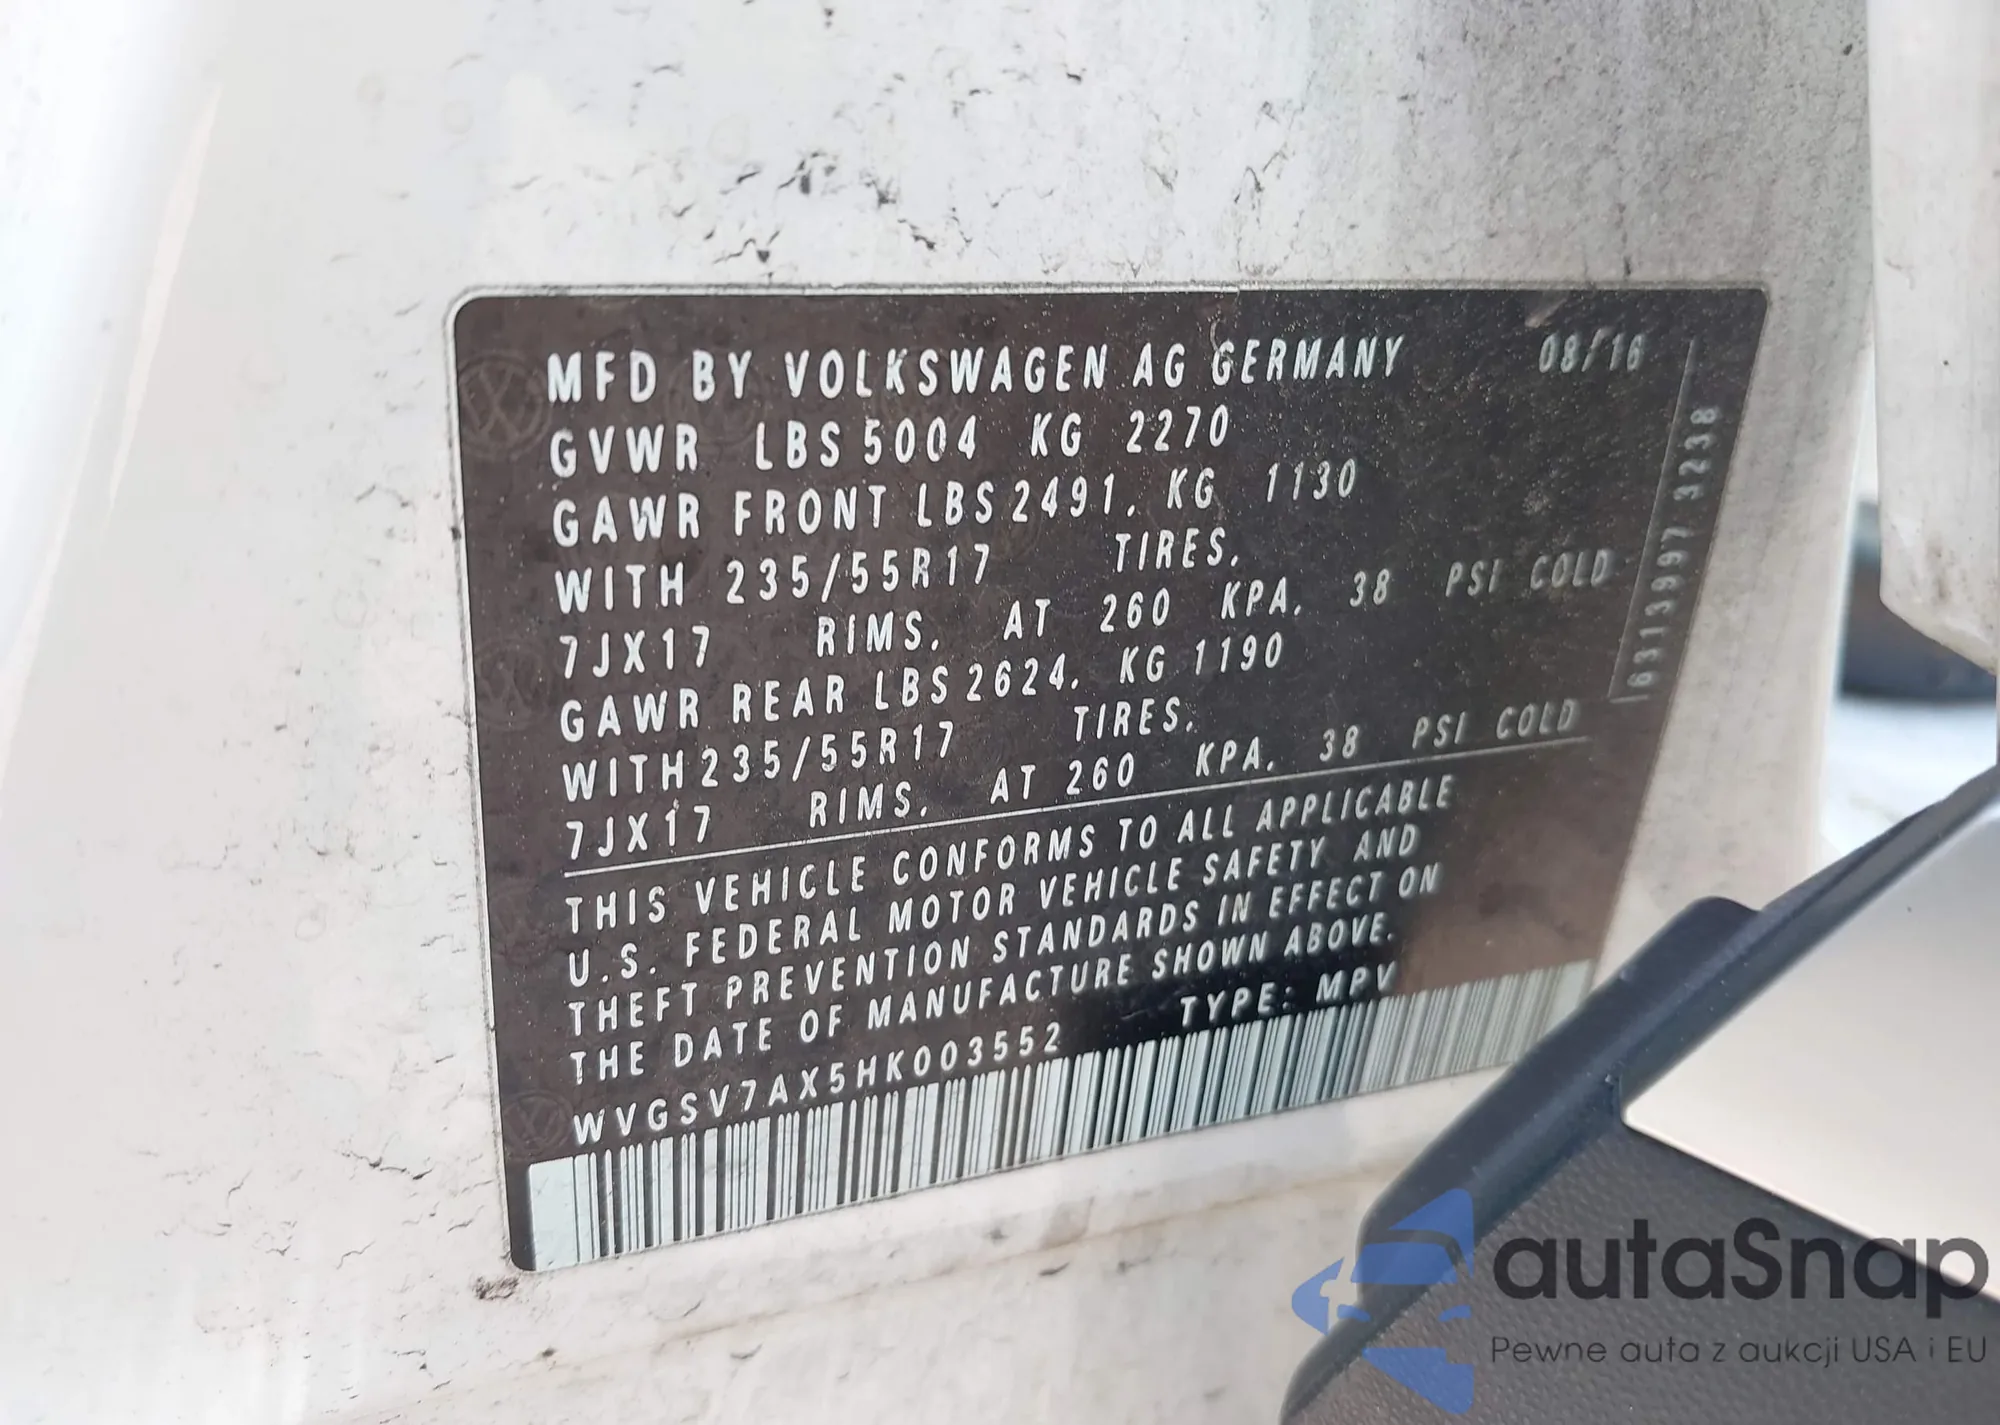 MFD BY VOLKSWAGEN AG GERMANY 08/16
GVWR LBS 5004 KG 2270
GAWR FRONT LBS 2491. KG 1130
WITH 235/55R17 TIRES.
7JX17 RIMS. AT 260 KPA. 38 PSI COLD
GAWR REAR LBS 2624. KG 1190
WITH 235/55R17 TIRES.
7JX17 RIMS. AT 260 KPA. 38 PSI COLD
6313997 3238
THIS VEHICLE CONFORMS TO ALL APPLICABLE
U.S. FEDERAL MOTOR VEHICLE SAFETY AND
THEFT PREVENTION STANDARDS IN EFFECT ON
THE DATE OF MANUFACTURE SHOWN ABOVE.
WVGSV7AX5HK003552 TYPE: MPV
autaSnap
Pewne auta z aukcji USA i EU